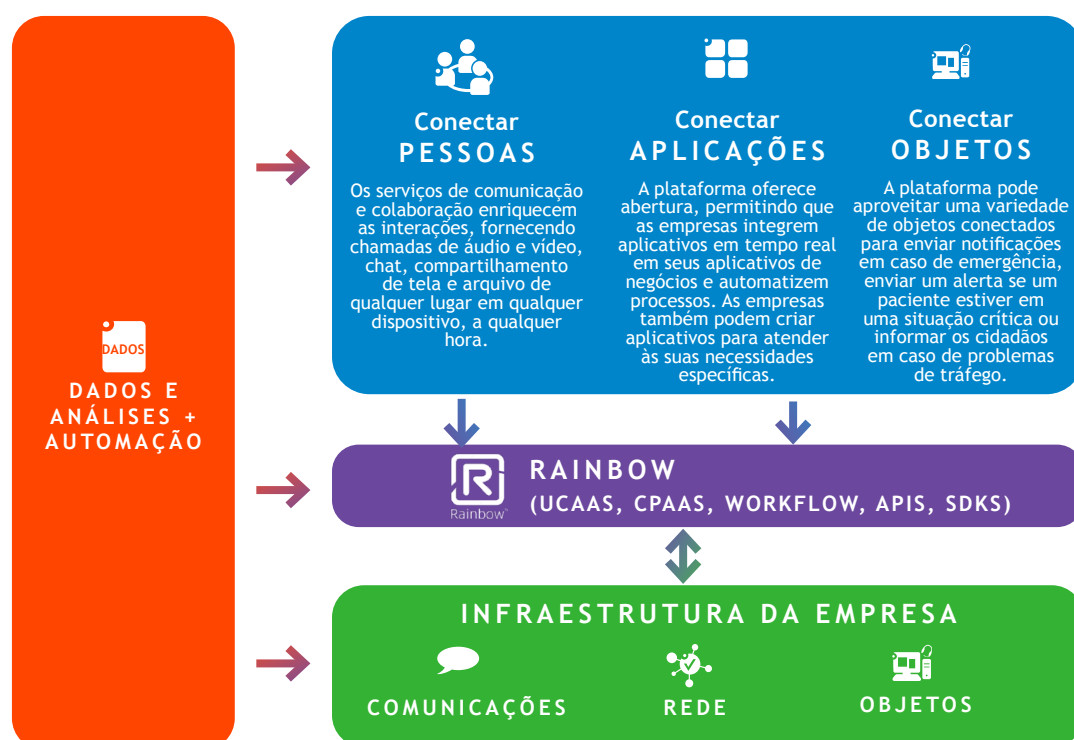 DADOS
DADOS E
ANÁLISES +
AUTOMAÇÃO
Conectar
PESSOAS
Os serviços de comunicação
e colaboração enriquecem
as interações, fornecendo
chamadas de áudio e vídeo,
chat, compartilhamento
de tela e arquivo de
qualquer lugar em qualquer
dispositivo, a qualquer
hora.
Conectar
APLICAÇÕES
A plataforma oferece
abertura, permitindo que
as empresas integrem
aplicativos em tempo real
em seus aplicativos de
negócios e automatizem
processos. As empresas
também podem criar
aplicativos para atender
às suas necessidades
específicas.
Conectar
OBJETOS
A plataforma pode
aproveitar uma variedade
de objetos conectados
para enviar notificações
em caso de emergência,
enviar um alerta se um
paciente estiver em
uma situação crítica ou
informar os cidadãos
em caso de problemas
de tráfego.
R
Rainbow™
RAINBOW
(UCAAS, CPAAS, WORKFLOW, APIS, SDKS)
INFRAESTRUTURA DA EMPRESA
COMUNICAÇÕES
REDE
OBJETOS